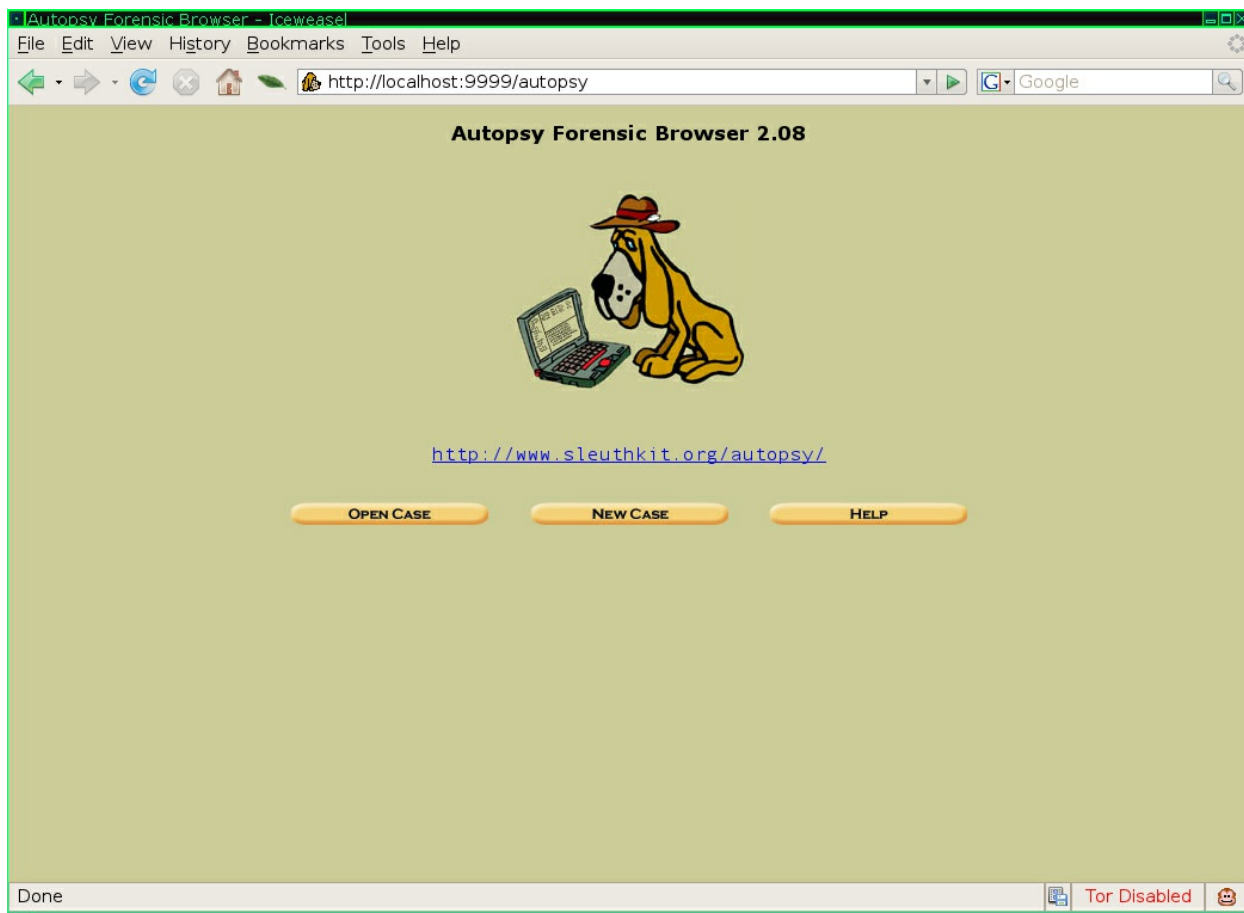 Autopsy Forensic Browser - Iceweasel
File Edit View History Bookmarks Tools Help
http://localhost:9999/autopsy
G Google
Autopsy Forensic Browser 2.08
http://www.sleuthkit.org/autopsy/
OPEN CASE NEW CASE HELP
Done Tor Disabled